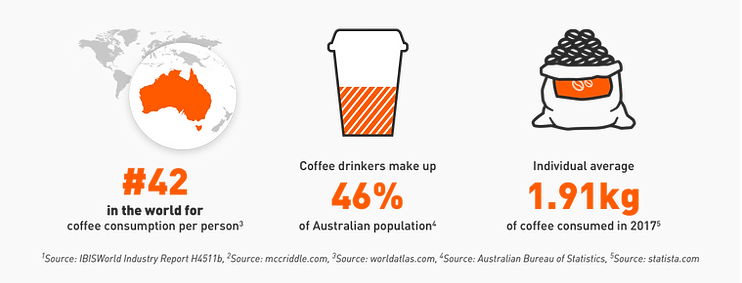 #42
in the world for
coffee consumption per person³
Coffee drinkers make up
46%
of Australian population⁴
Individual average
1.91kg
of coffee consumed in 2017⁵
¹Source: IBISWorld Industry Report H4511b, ²Source: mccriddle.com, ³Source: worldatlas.com, ⁴Source: Australian Bureau of Statistics, ⁵Source: statista.com